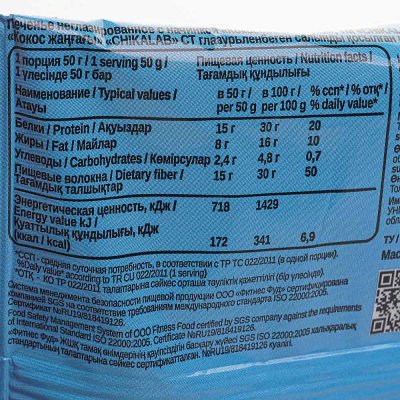 Печенье неглазированное с начинкой
«Кокос жаңғағы» «CHIKALAB» СТ глазурьленбеген салынды қосылған
1 порция 50 г / 1 serving 50 g / Пищевая ценность / Nutrition facts /
1 үлесінде 50 г бар Тағамдық құндылығы
Наименование / Typical values / в 50 г / в 100 г / % ссп* / % отқ* /
Атауы per 50 g per 100 g % daily value*
Белки / Protein / Ақуыздар 15 г 30 г 20
Жиры / Fat / Майлар 8 г 16 г 10
Углеводы / Carbohydrates / Көмірсулар 2,4 г 4,8 г 0,7
Пищевые волокна / Dietary fiber / 15 г 30 г 50
Тағамдық талшықтар
Энергетическая ценность, кДж / 718 1429
Energy value kJ /
Қуаттылық құндылығы, кДж
(ккал / kcal) 172 341 6,9
*ССП - средняя суточная потребность, в соответствии с ТР ТС 022/2011 (в одной порции).
%Daily value* according to TR CU 022/2011 (1 serving)
*ОТҚ - КО ТР 022/2011 талаптарына сәйкес орташа тәуліктік қажеттілігі (бір үлесінде).
Система менеджмента безопасности пищевой продукции ООО «Фитнес Фуд» сертифицирована
компанией SGS на соответствие требованиям международного стандарта ISO 22000:2005.
Сертификат №RU19/818419126.
Food Safety Management System of OOO Fitness Food certified by SGS company against the requirements
of International Standard ISO 22000:2005. Certificate №RU19/818419126.
«Фитнес Фуд» ЖШҚ тамақ өнімдерінің қауіпсіздігін басқару жүйесі SGS ISO 22000:2005 халықаралық
стандартының талаптарына сәйкес сертификатталған. №RU19/818419126 куәлігі.
ТУ /
Мас